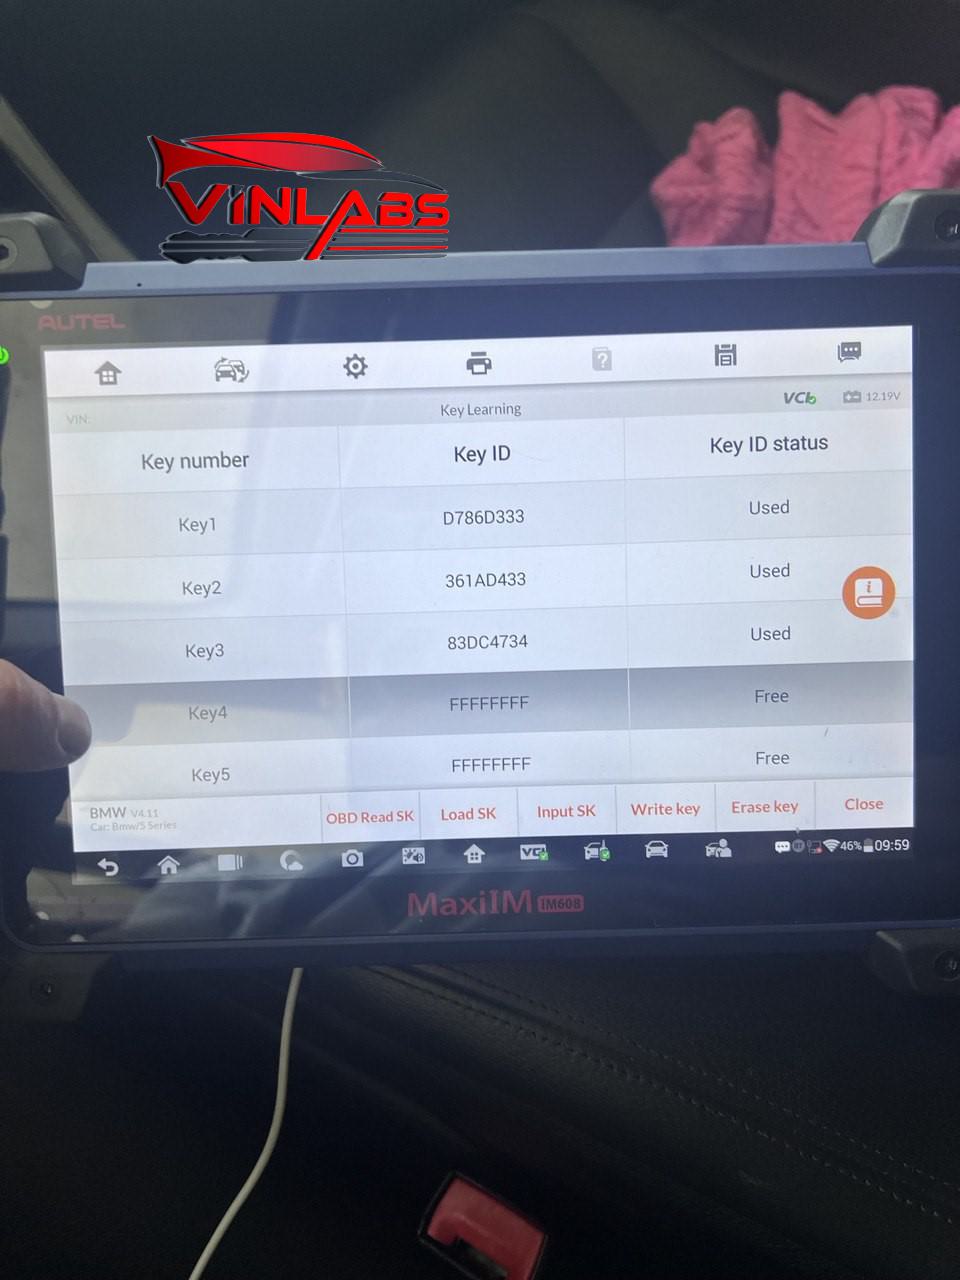 VINLABS
AUTEL
VCI 12.19V
VIN: Key Learning
Key number Key ID Key ID status
Key1 D786D333 Used
Key2 361AD433 Used
Key3 83DC4734 Used
Key4 FFFFFFFF Free
Key5 FFFFFFFF Free
BMW V4.11
Car: Bmw/5 Series
OBD Read SK Load SK Input SK Write key Erase key Close
VCI 46% 09:59
MaxiIM IM608